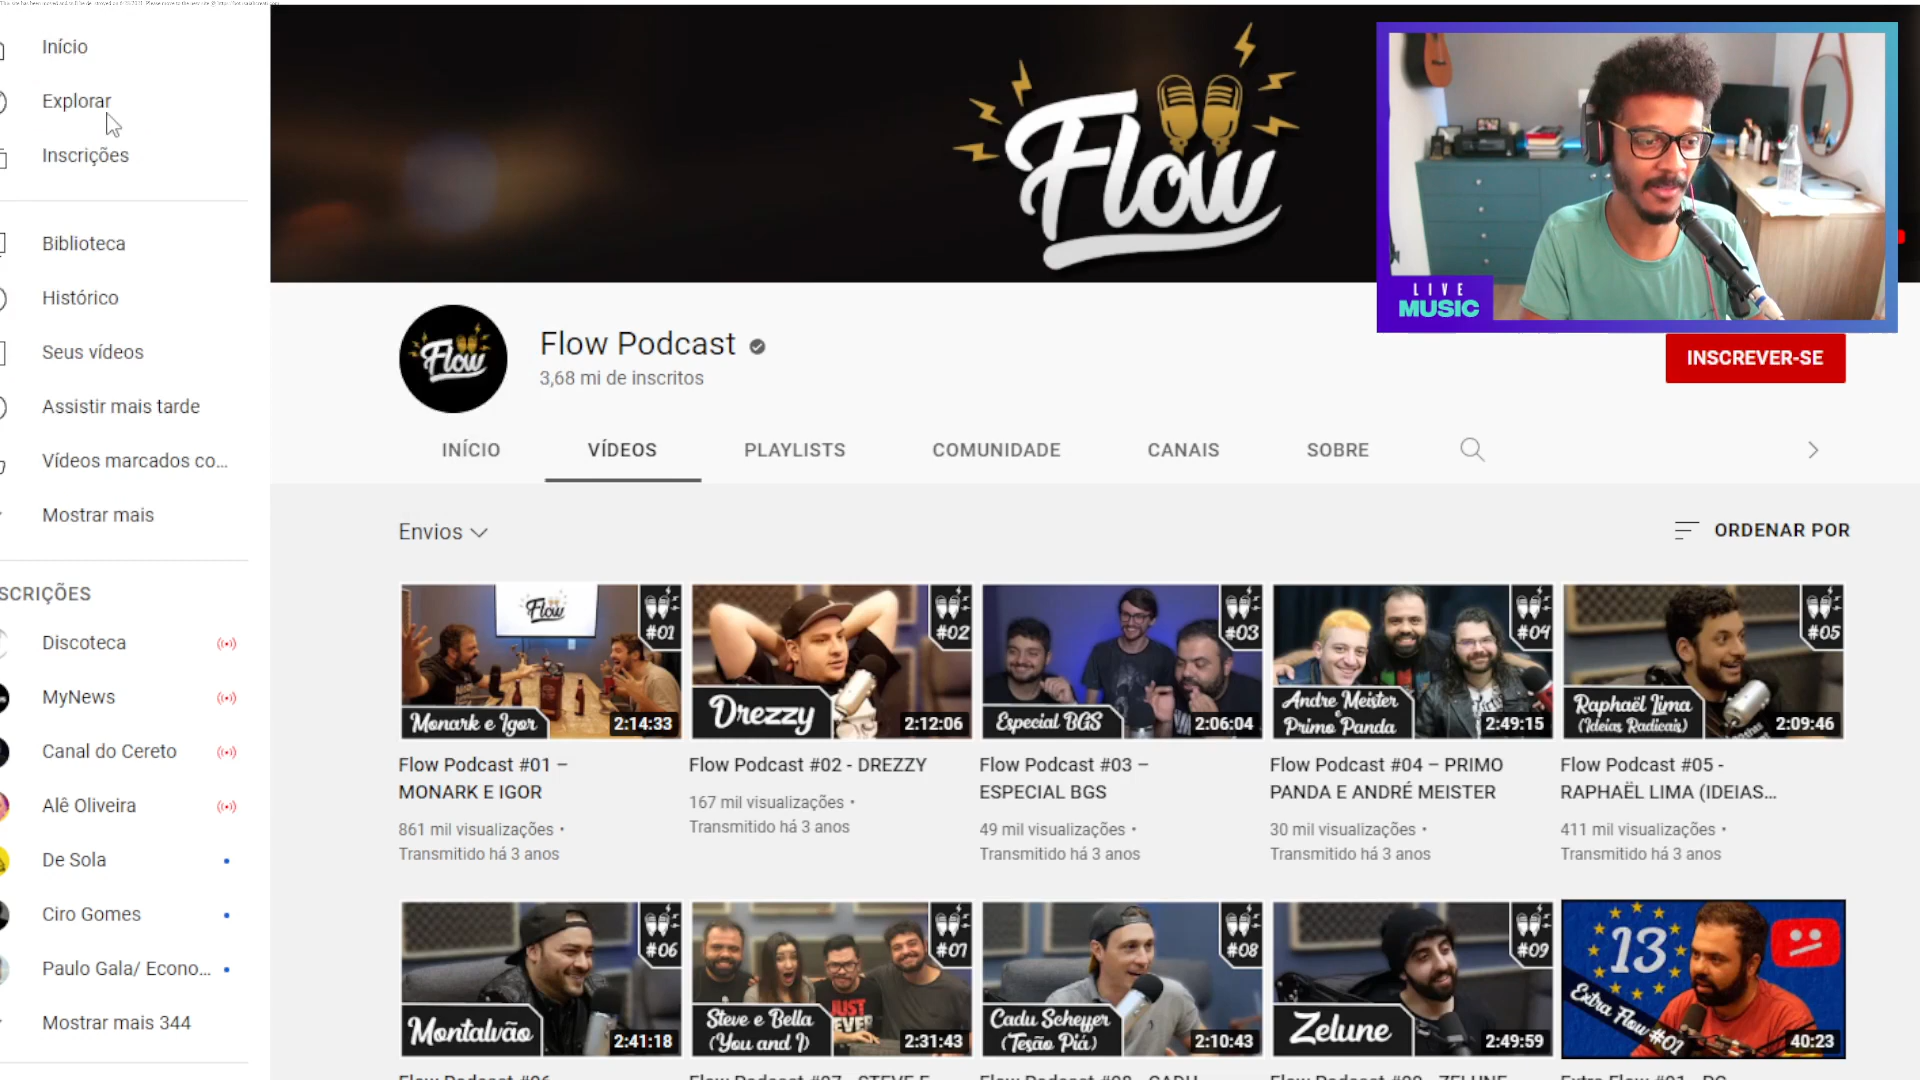 Início
Explorar
Inscrições
Biblioteca
Histórico
Seus vídeos
Assistir mais tarde
Vídeos marcados co...
Mostrar mais
SCRIÇÕES
Discoteca
MyNews
Canal do Cereto
Alê Oliveira
De Sola
Ciro Gomes
Paulo Gala/ Econo...
Mostrar mais 344
Flow
LIVE
MUSIC
Flow
Flow Podcast
3,68 mi de inscritos
INSCREVER-SE
INÍCIO VÍDEOS PLAYLISTS COMUNIDADE CANAIS SOBRE
Envios
ORDENAR POR
Flow
#01
Monark e Igor
2:14:33
Flow Podcast #01 –
MONARK E IGOR
861 mil visualizações •
Transmitido há 3 anos
#02
Drezzy
2:12:06
Flow Podcast #02 - DREZZY
167 mil visualizações •
Transmitido há 3 anos
#03
Especial BGS
2:06:04
Flow Podcast #03 –
ESPECIAL BGS
49 mil visualizações •
Transmitido há 3 anos
#04
Andre Meister
e
Primo Panda
2:49:15
Flow Podcast #04 – PRIMO
PANDA E ANDRÉ MEISTER
30 mil visualizações •
Transmitido há 3 anos
#05
Raphaël Lima
(Ideias Radicais)
2:09:46
Flow Podcast #05 -
RAPHAËL LIMA (IDEIAS...
411 mil visualizações •
Transmitido há 3 anos
#06
Montalvão
2:41:18
#07
Steve e Bella
(You and I)
JUST
EVER
2:31:43
#08
Cadu Scheffer
(Tesão Piá)
2:10:43
#09
Zelune
2:49:59
13
Extra Flow #01
40:23